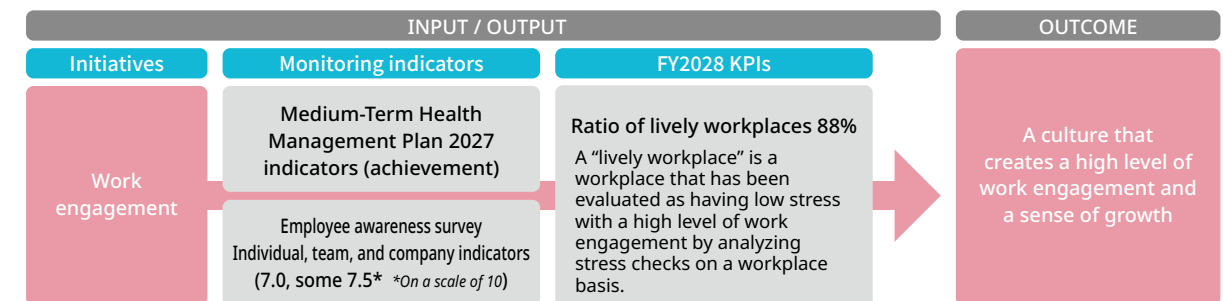 INPUT / OUTPUT
OUTCOME
Initiatives
Monitoring indicators
FY2028 KPIs
Work
engagement
Medium-Term Health
Management Plan 2027
indicators (achievement)
Employee awareness survey
Individual, team, and company indicators
(7.0, some 7.5* *On a scale of 10)
Ratio of lively workplaces 88%
A “lively workplace” is a
workplace that has been
evaluated as having low stress
with a high level of work
engagement by analyzing
stress checks on a workplace
basis.
A culture that
creates a high level of
work engagement and
a sense of growth